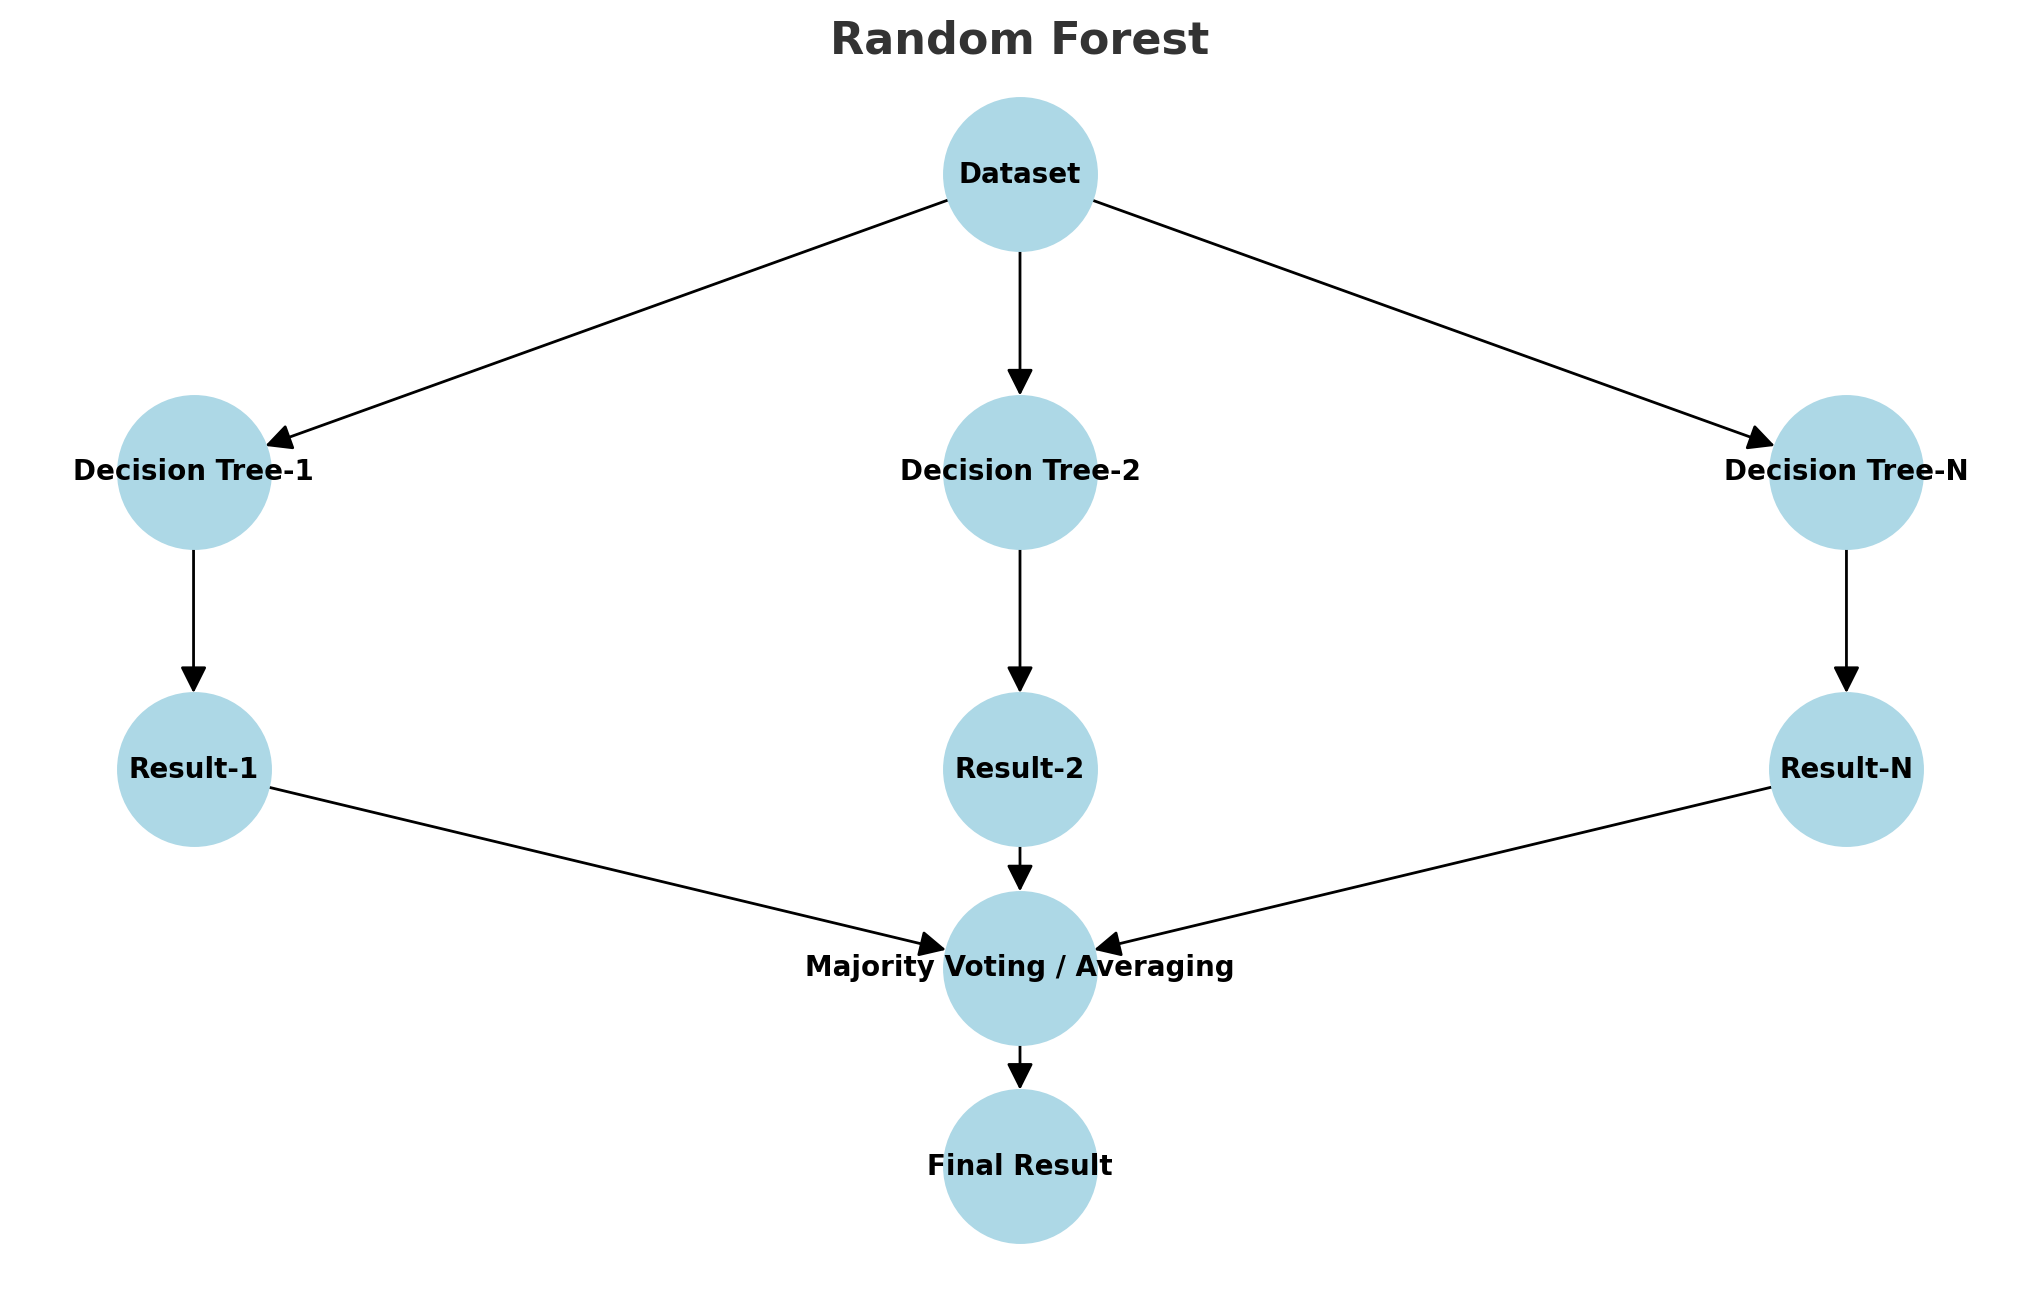 Random Forest
Dataset
Decision Tree-1
Decision Tree-2
Decision Tree-N
Result-1
Result-2
Result-N
Majority Voting / Averaging
Final Result